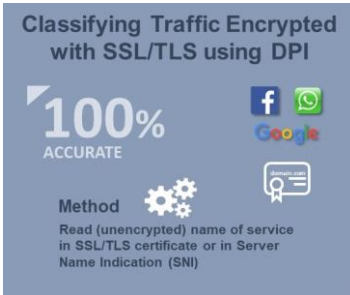 Classifying Traffic Encrypted
with SSL/TLS using DPI
100%
ACCURATE
f
Google
domain.com
Method
Read (unencrypted) name of service
in SSL/TLS certificate or in Server
Name Indication (SNI)